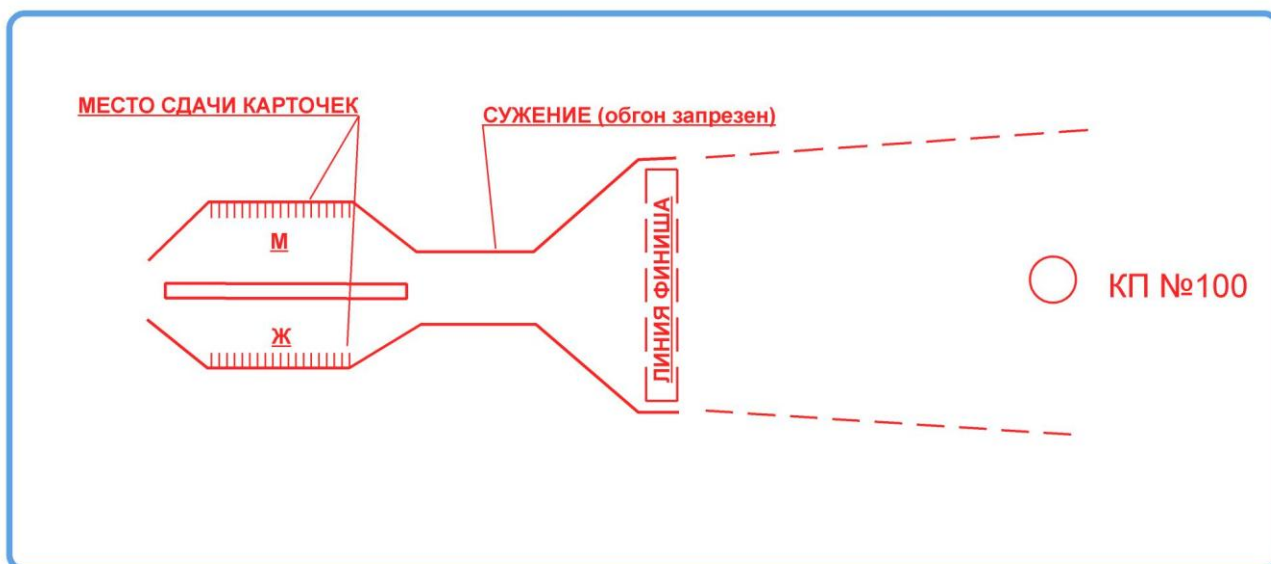 МЕСТО СДАЧИ КАРТОЧЕК
СУЖЕНИЕ (обгон запрезен)
М
Ж
ЛИНИЯ ФИНИША
КП №100